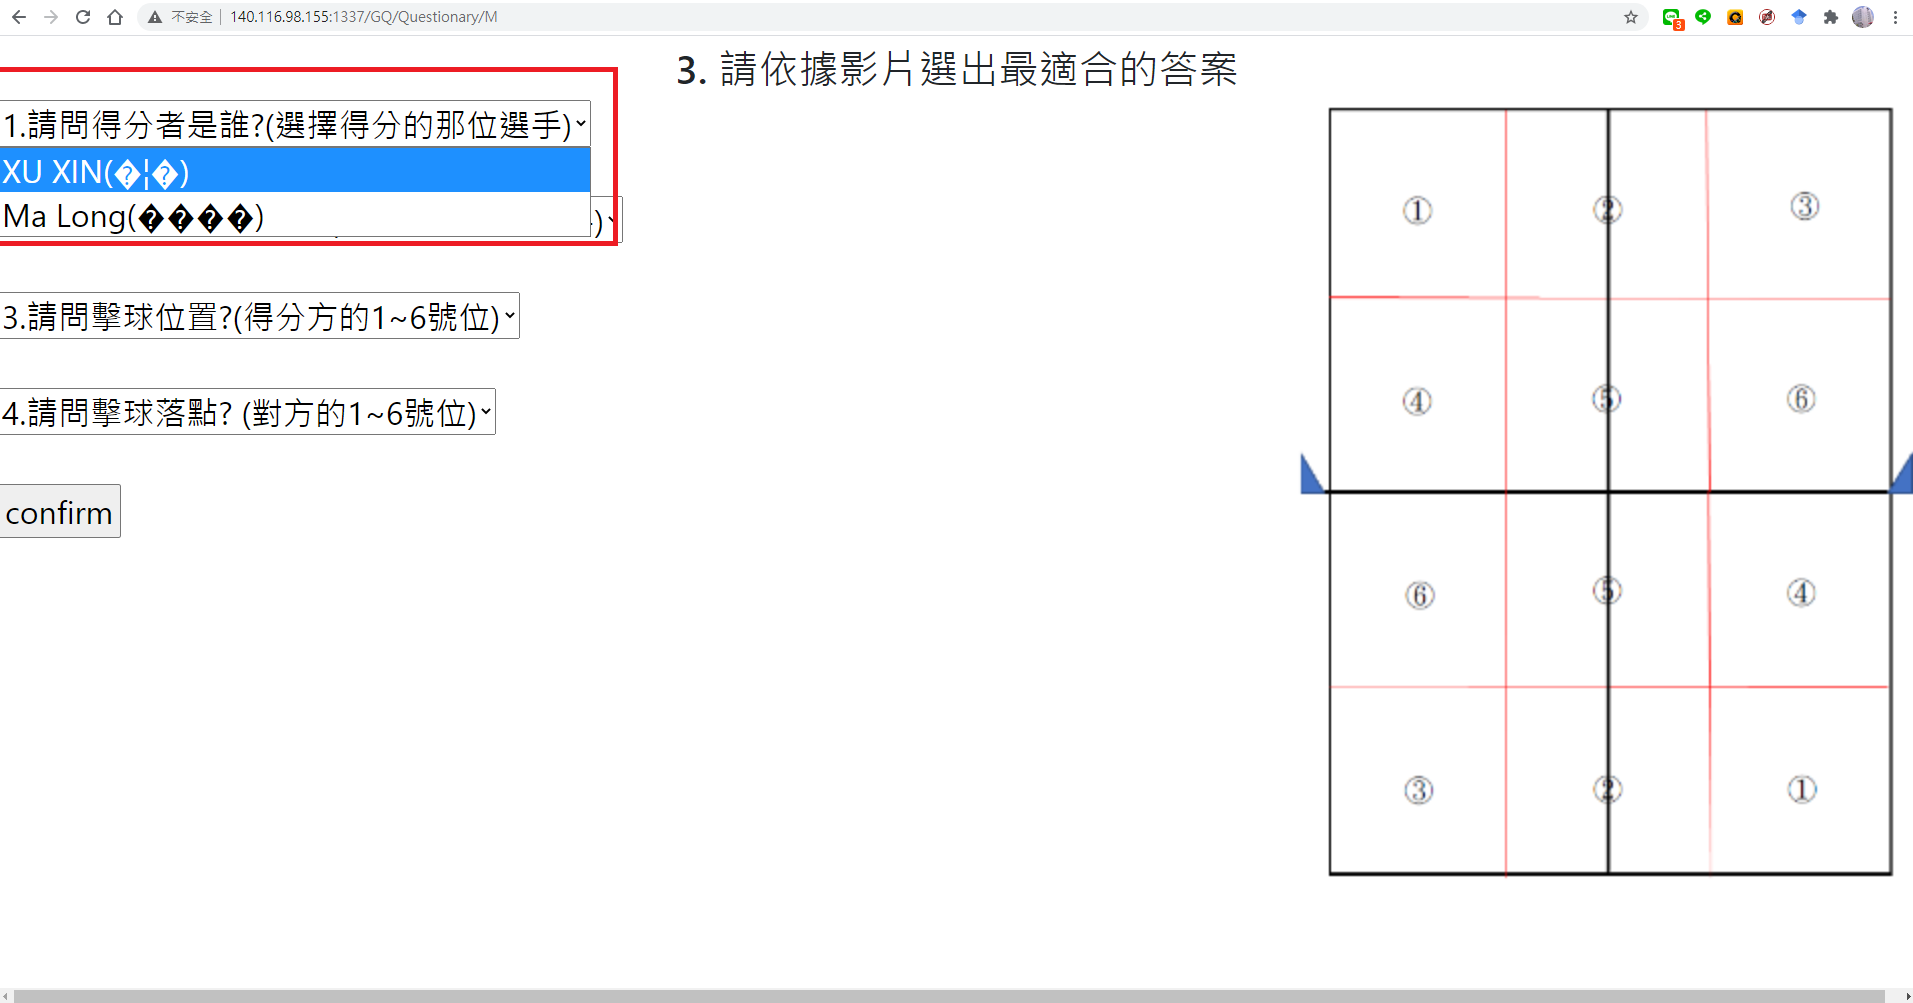 不安全 140.116.98.155:1337/GQ/Questionary/M
3
3. 請依據影片選出最適合的答案
1.請問得分者是誰?(選擇得分的那位選手)
XU XIN(�¦�)
Ma Long(����)
)
3.請問擊球位置?(得分方的1~6號位)
4.請問擊球落點? (對方的1~6號位)
confirm
① ② ③
④ ⑤ ⑥
⑥ ⑤ ④
③ ② ①